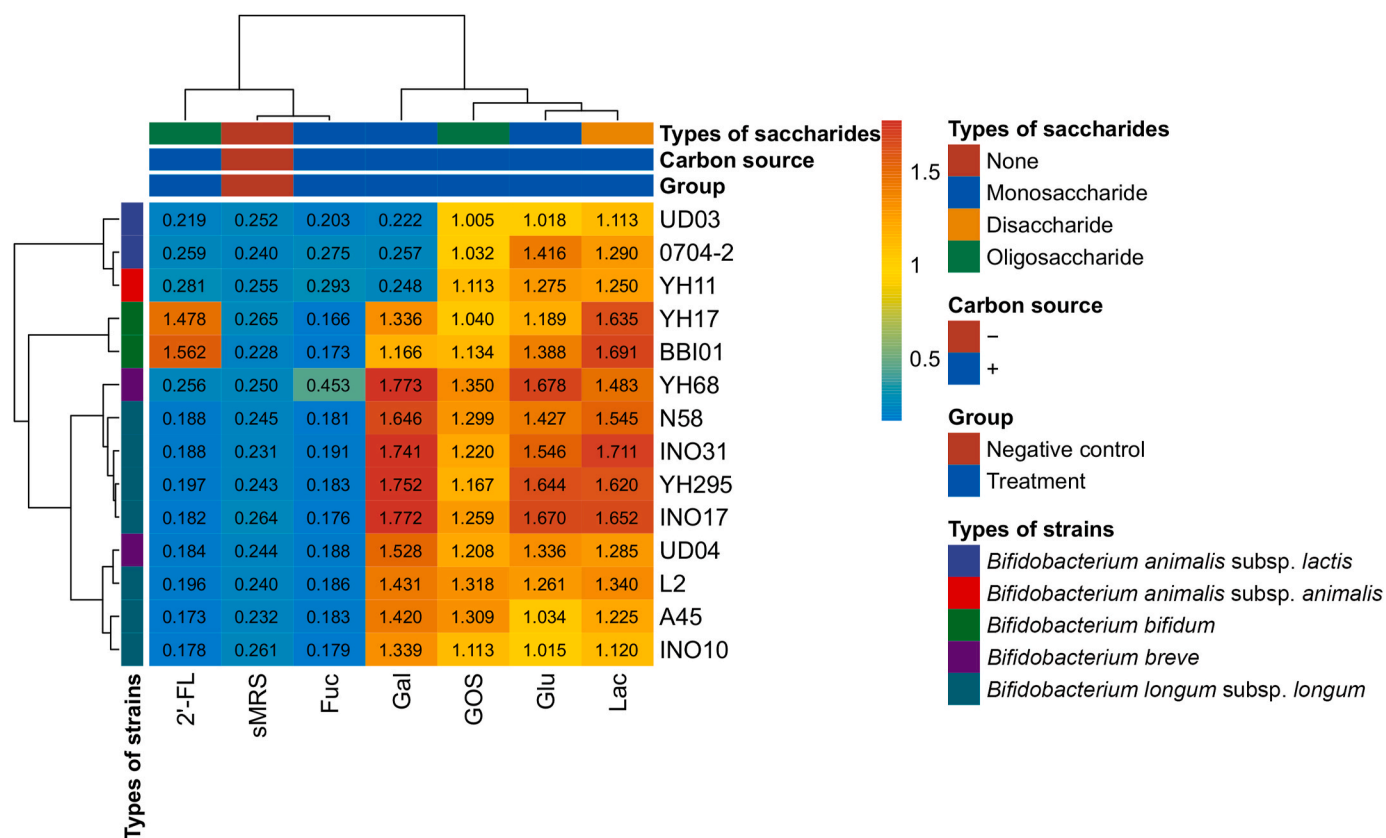 Types of saccharides
Carbon source
Group
0.219 0.252 0.203 0.222 1.005 1.018 1.113 UD03
0.259 0.240 0.275 0.257 1.032 1.416 1.290 0704-2
0.281 0.255 0.293 0.248 1.113 1.275 1.250 YH11
1.478 0.265 0.166 1.336 1.040 1.189 1.635 YH17
1.562 0.228 0.173 1.166 1.134 1.388 1.691 BBI01
0.256 0.250 0.453 1.773 1.350 1.678 1.483 YH68
0.188 0.245 0.181 1.646 1.299 1.427 1.545 N58
0.188 0.231 0.191 1.741 1.220 1.546 1.711 INO31
0.197 0.243 0.183 1.752 1.167 1.644 1.620 YH295
0.182 0.264 0.176 1.772 1.259 1.670 1.652 INO17
0.184 0.244 0.188 1.528 1.208 1.336 1.285 UD04
0.196 0.240 0.186 1.431 1.318 1.261 1.340 L2
0.173 0.232 0.183 1.420 1.309 1.034 1.225 A45
0.178 0.261 0.179 1.339 1.113 1.015 1.120 INO10
Types of strains
2'-FL
sMRS
Fuc
Gal
GOS
Glu
Lac
1.5
1
0.5
Types of saccharides
None
Monosaccharide
Disaccharide
Oligosaccharide
Carbon source
−
+
Group
Negative control
Treatment
Types of strains
Bifidobacterium animalis subsp. lactis
Bifidobacterium animalis subsp. animalis
Bifidobacterium bifidum
Bifidobacterium breve
Bifidobacterium longum subsp. longum